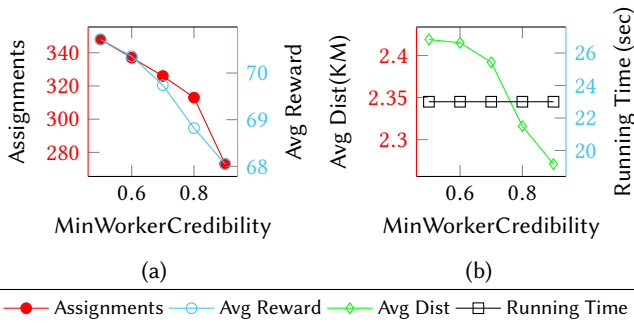 Assignments
340
320
300
280
70
69
68
Avg Reward
0.6 0.8
MinWorkerCredibility
(a)
Avg Dist(KM)
2.4
2.35
2.3
26
23
20
Running Time (sec)
0.6 0.8
MinWorkerCredibility
(b)
Assignments Avg Reward Avg Dist Running Time